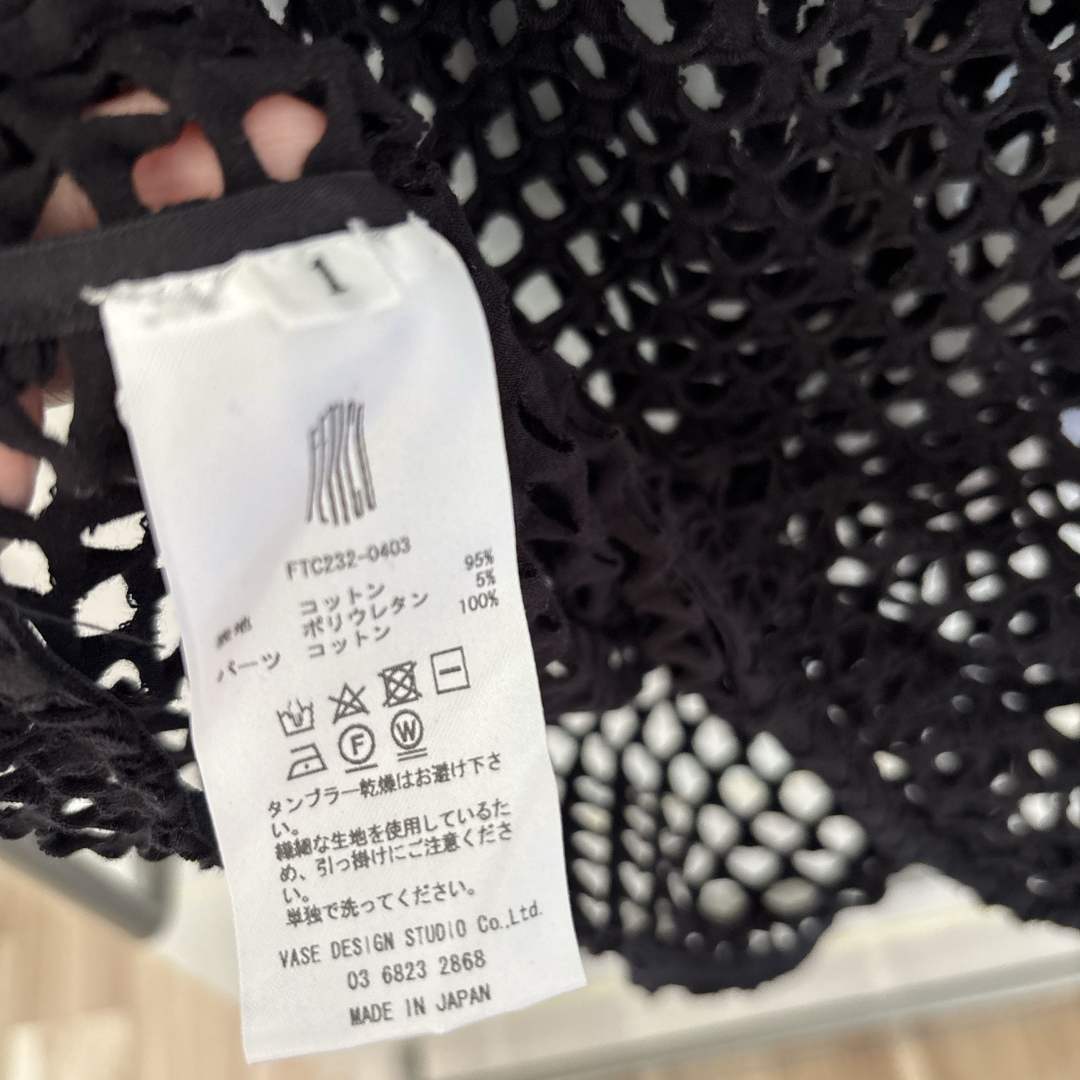 1
FTC232-0403
コットン 95%
ポリウレタン 5%
パーツ コットン 100%
F W
タンブラー乾燥はお避け下さ
い。
繊細な生地を使用しているた
め、引っ掛けにご注意くださ
い。
単独で洗ってください。
VASE DESIGN STUDIO Co.,Ltd.
03 6823 2868
MADE IN JAPAN